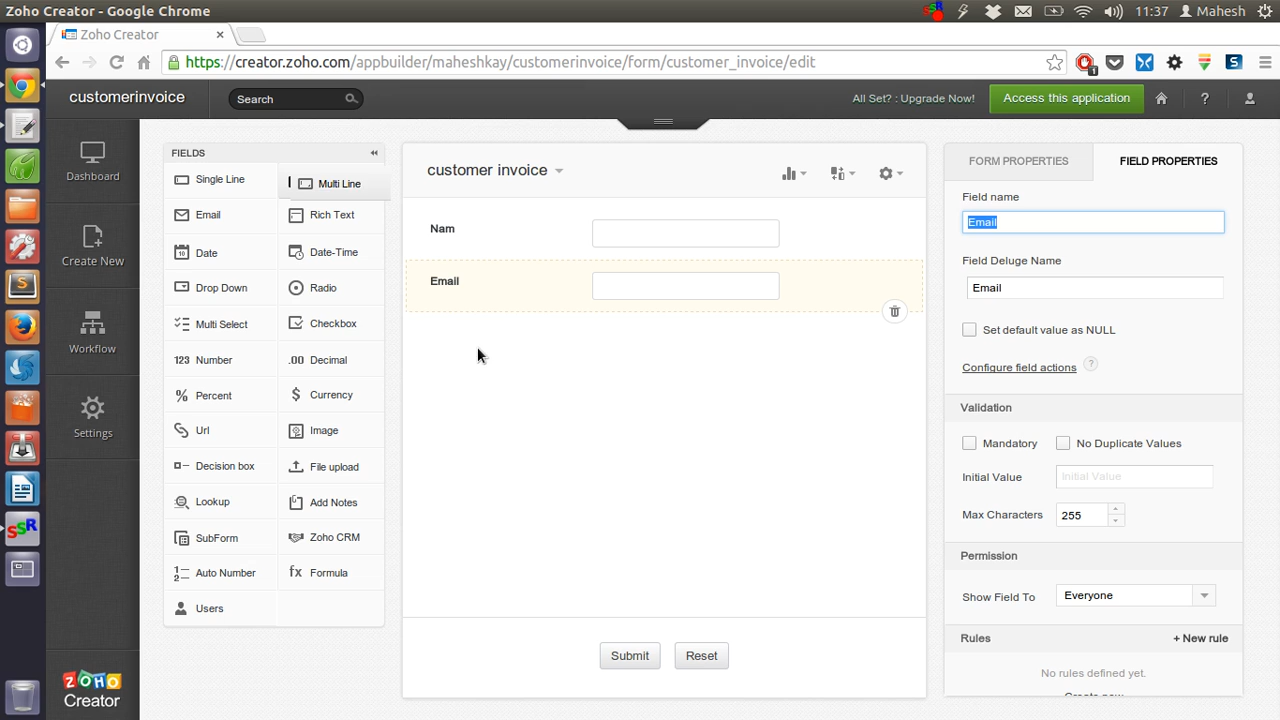 Zoho Creator - Google Chrome
11:37
Mahesh
Zoho Creator
https://creator.zoho.com/appbuilder/maheshkay/customerinvoice/form/customer_invoice/edit
1
S
customerinvoice
Search
All Set? : Upgrade Now!
Access this application
?
Dashboard
Create New
Workflow
Settings
ZOHO
Creator
FIELDS
Single Line
Multi Line
Email
Rich Text
Date
Date-Time
Drop Down
Radio
Multi Select
Checkbox
123 Number
.00 Decimal
% Percent
$ Currency
Url
Image
Decision box
File upload
Lookup
Add Notes
SubForm
Zoho CRM
Auto Number
fx Formula
Users
customer invoice
Nam
Email
Submit
Reset
FORM PROPERTIES
FIELD PROPERTIES
Field name
Email
Field Deluge Name
Email
Set default value as NULL
Configure field actions ?
Validation
Mandatory
No Duplicate Values
Initial Value
Initial Value
Max Characters
255
Permission
Show Field To
Everyone
Rules
+ New rule
No rules defined yet.
Create new